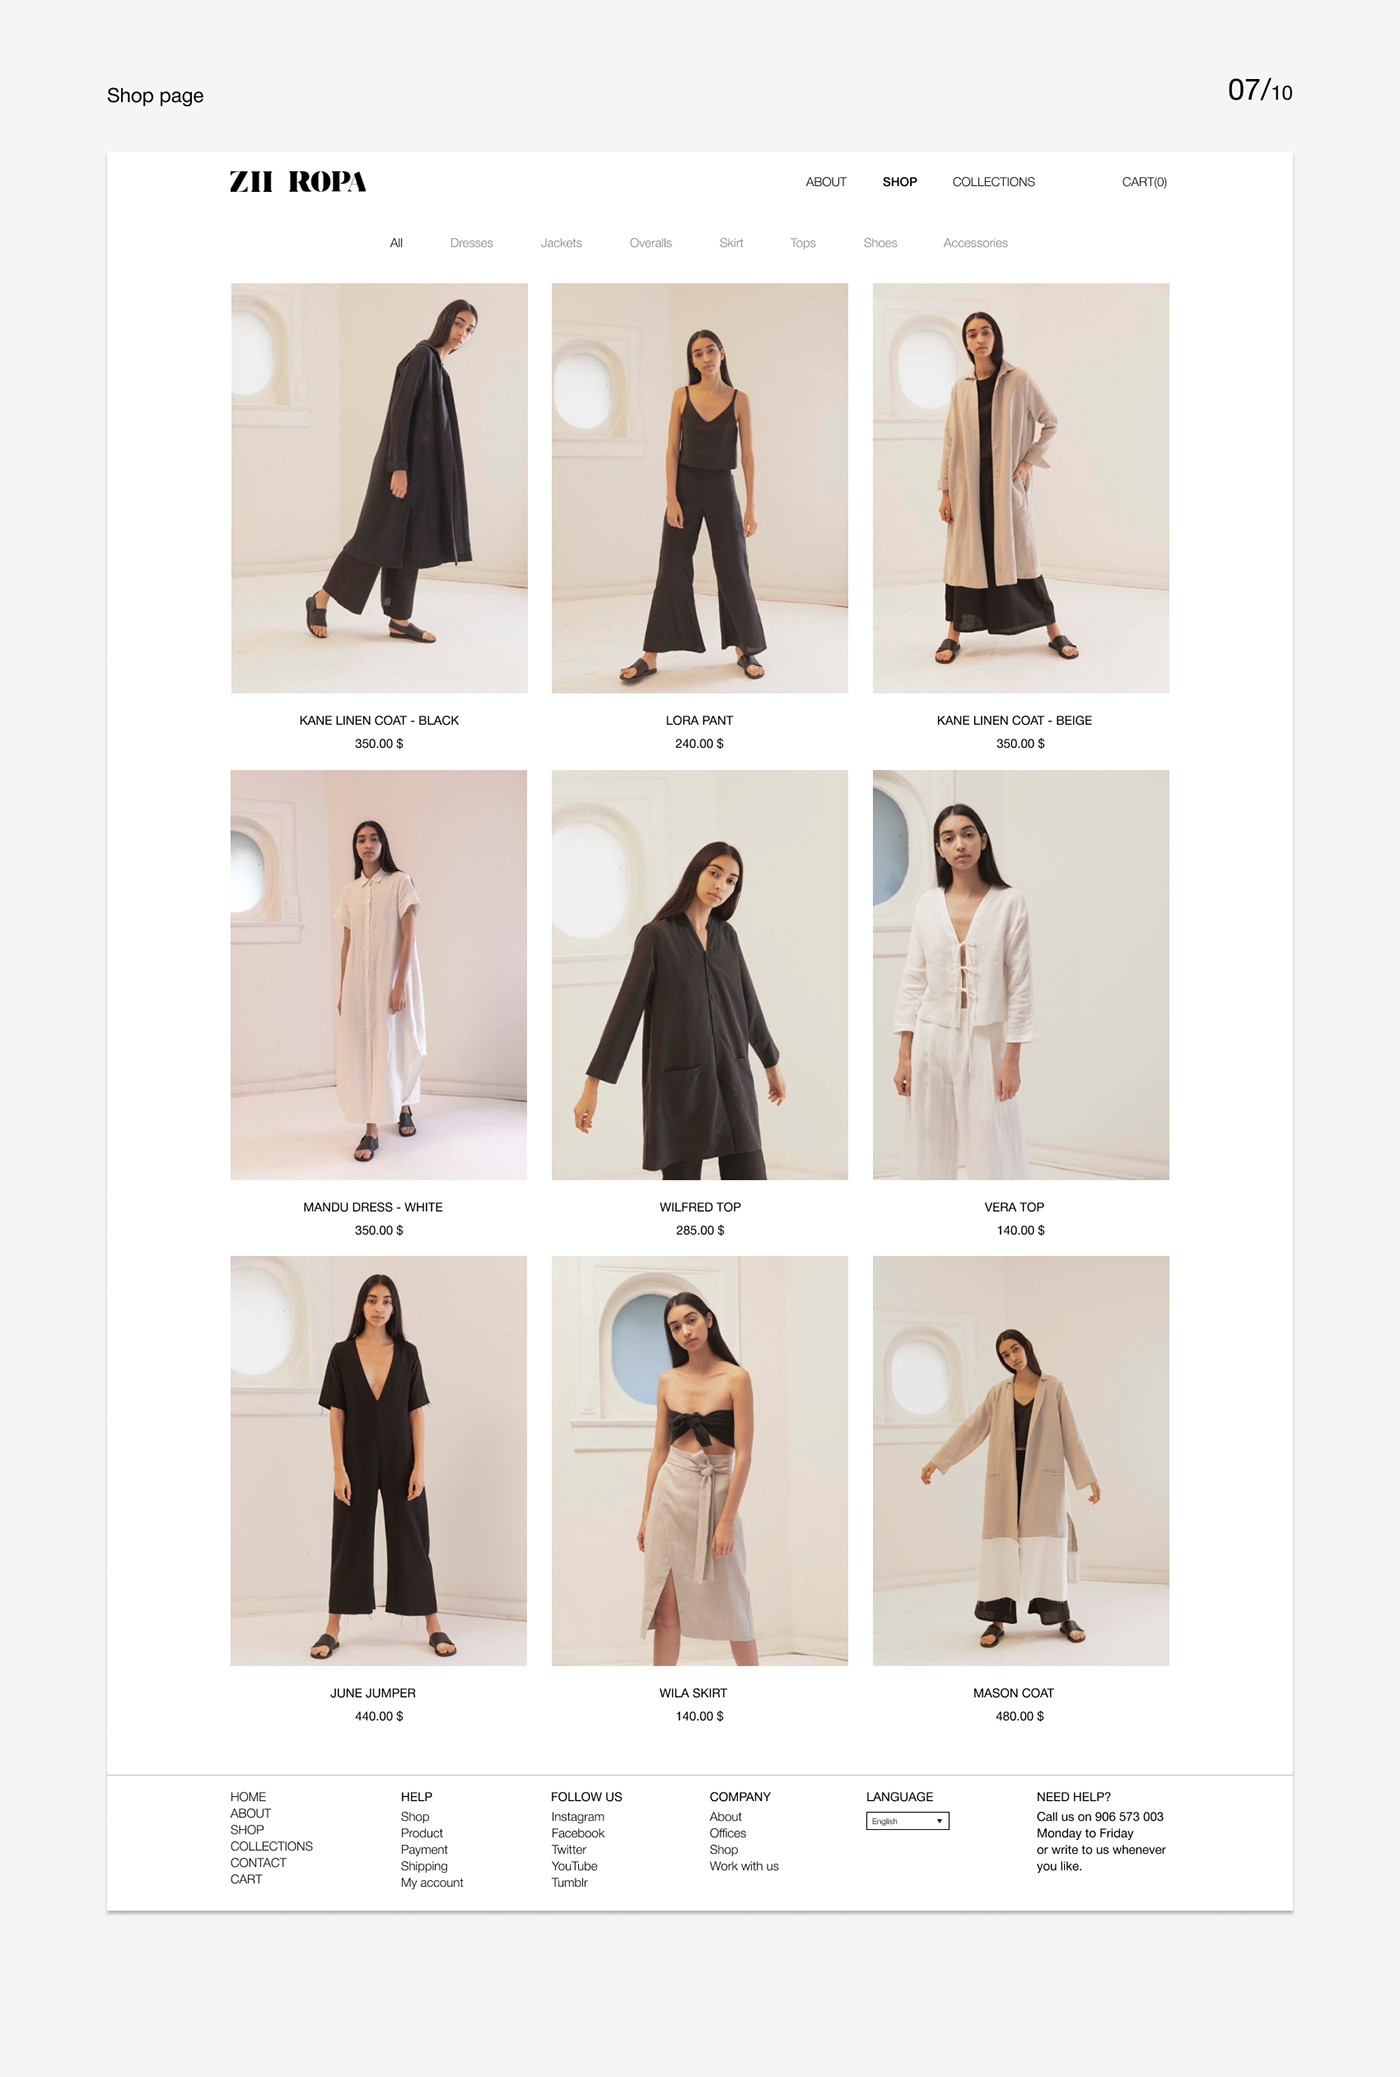 Shop page
07/10
ZII ROPA
ABOUT SHOP COLLECTIONS CART(0)
All Dresses Jackets Overalls Skirt Tops Shoes Accessories
KANE LINEN COAT - BLACK
350.00 $
LORA PANT
240.00 $
KANE LINEN COAT - BEIGE
350.00 $
MANDU DRESS - WHITE
350.00 $
WILFRED TOP
285.00 $
VERA TOP
140.00 $
JUNE JUMPER
440.00 $
WILA SKIRT
140.00 $
MASON COAT
480.00 $
HOME
ABOUT
SHOP
COLLECTIONS
CONTACT
CART
HELP
Shop
Product
Payment
Shipping
My account
FOLLOW US
Instagram
Facebook
Twitter
YouTube
Tumblr
COMPANY
About
Offices
Shop
Work with us
LANGUAGE
English
NEED HELP?
Call us on 906 573 003
Monday to Friday
or write to us whenever
you like.